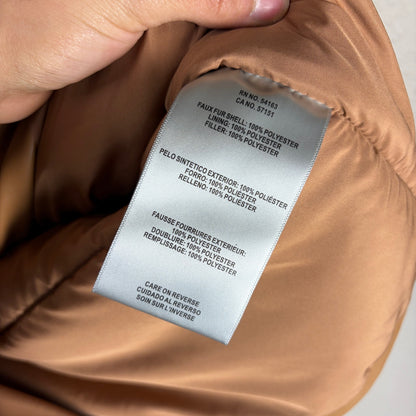 RN NO. 54163
CA NO. 57151
FAUX FUR SHELL: 100% POLYESTER
LINING: 100% POLYESTER
FILLER: 100% POLYESTER
PELO SINTETICO EXTERIOR: 100% POLIÉSTER
FORRO: 100% POLIÉSTER
RELLENO: 100% POLIÉSTER
FAUSSE FOURRURES EXTERIEUR:
100% POLYESTER
DOUBLURE: 100% POLYESTER
REMPLISSAGE: 100% POLYESTER
CARE ON REVERSE
CUIDADO AL REVERSO
SOIN SUR L'INVERSE